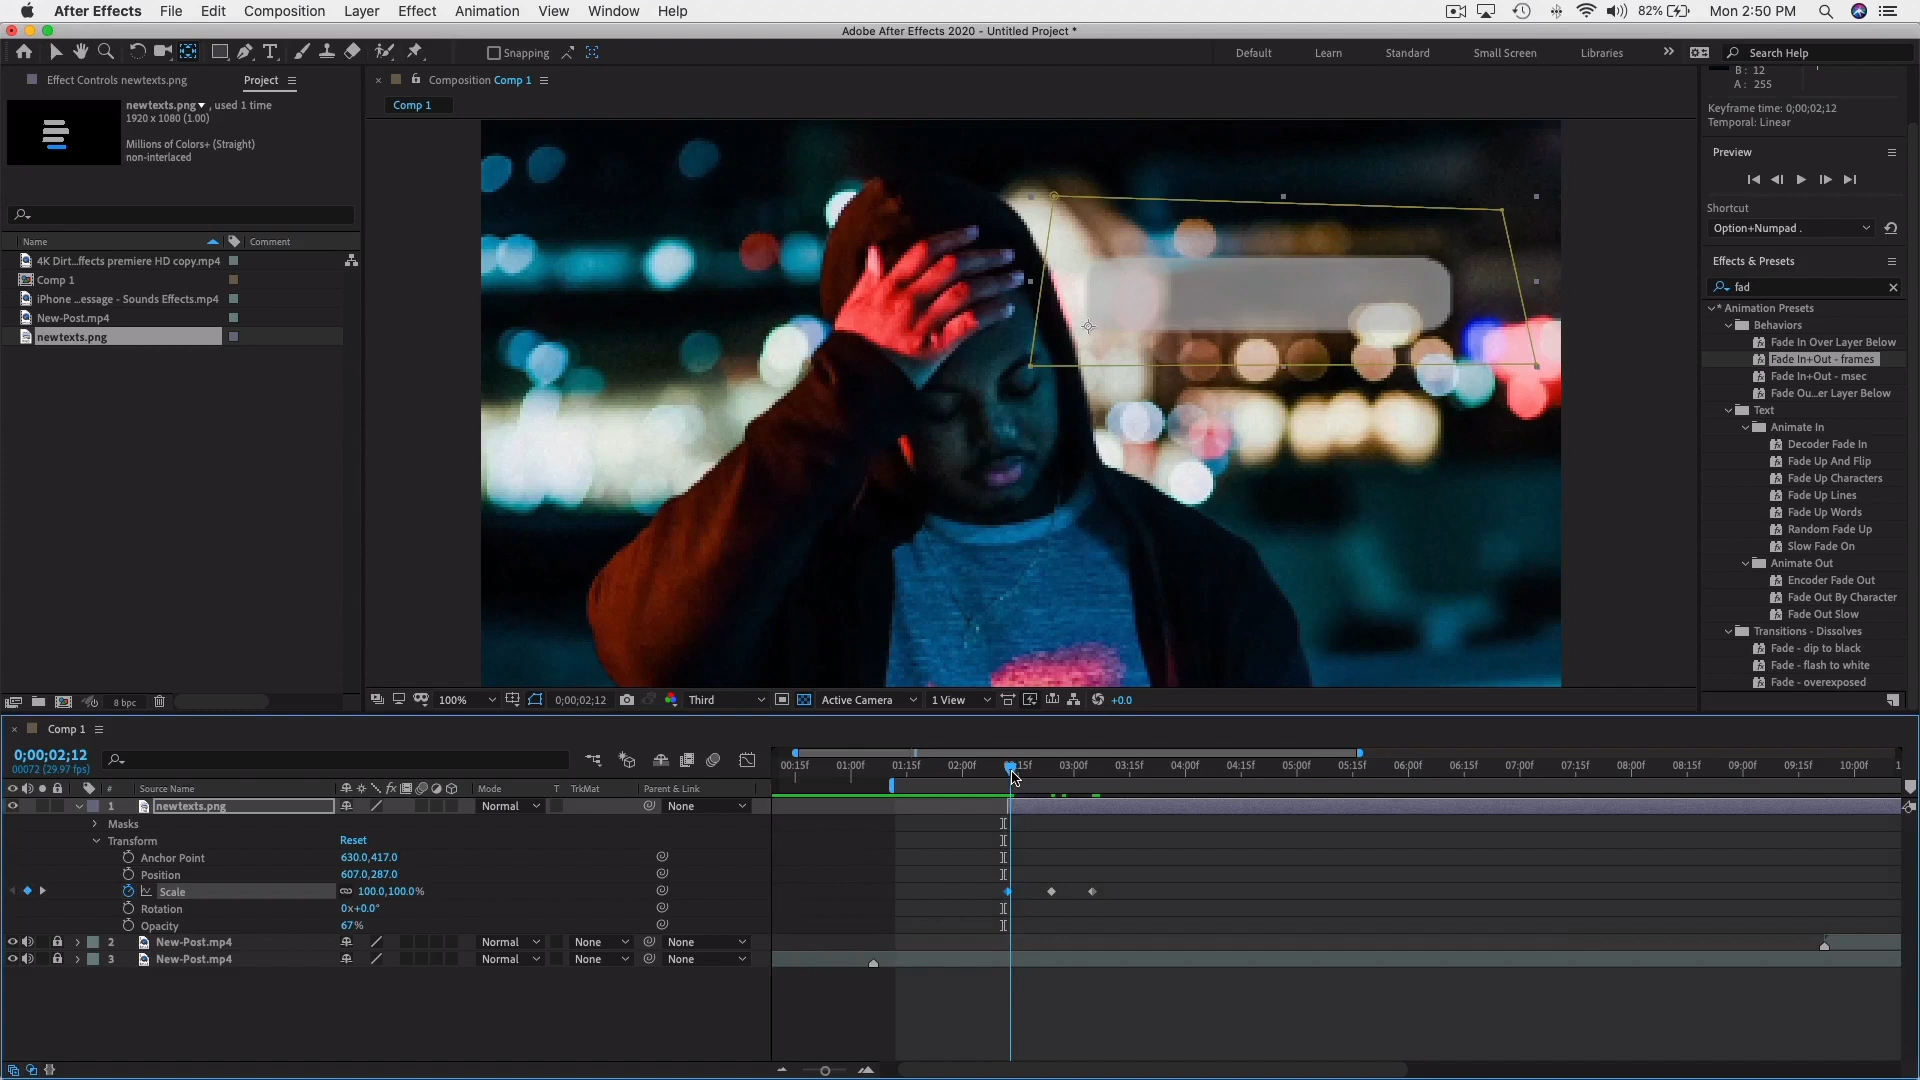 After Effects File Edit Composition Layer Effect Animation View Window Help 82% Mon 2:50 PM
Adobe After Effects 2020 - Untitled Project *
Snapping Default Learn Standard Small Screen Libraries Search Help
Effect Controls newtexts.png Project
Composition Comp 1
Comp 1
newtexts.png , used 1 time
1920 x 1080 (1.00)
Millions of Colors+ (Straight)
non-interlaced
Name Comment
4K Dirt...ffects premiere HD copy.mp4
Comp 1
iPhone ...essage - Sounds Effects.mp4
New-Post.mp4
newtexts.png
8 bpc
100% 0;00;02;12 Third Active Camera 1 View +0.0
B: 12
A: 255
Keyframe time: 0;00;02;12
Temporal: Linear
Preview
Shortcut
Option+Numpad .
Effects & Presets
fad
* Animation Presets
Behaviors
Fade In Over Layer Below
Fade In+Out - frames
Fade In+Out - msec
Fade Ou...er Layer Below
Text
Animate In
Decoder Fade In
Fade Up And Flip
Fade Up Characters
Fade Up Lines
Fade Up Words
Random Fade Up
Slow Fade On
Animate Out
Encoder Fade Out
Fade Out By Character
Fade Out Slow
Transitions - Dissolves
Fade - dip to black
Fade - flash to white
Fade - overexposed
Comp 1
0;00;02;12
00072 (29.97 fps)
00:15f 01:00f 01:15f 02:00f 02:15f 03:00f 03:15f 04:00f 04:15f 05:00f 05:15f 06:00f 06:15f 07:00f 07:15f 08:00f 08:15f 09:00f 09:15f 10:00f 1
# Source Name fx Mode T TrkMat Parent & Link
1 newtexts.png Normal None
Masks
Transform Reset
Anchor Point 630.0,417.0
Position 607.0,287.0
Scale 100.0,100.0%
Rotation 0x+0.0°
Opacity 67%
2 New-Post.mp4 Normal None None
3 New-Post.mp4 Normal None None